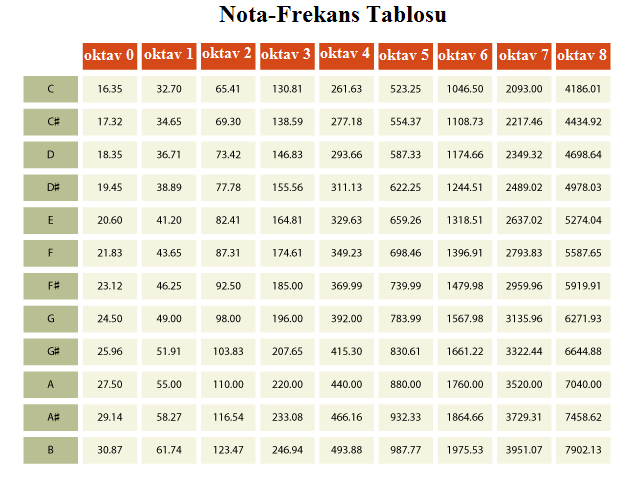 Nota-Frekans Tablosu
oktav 0 oktav 1 oktav 2 oktav 3 oktav 4 oktav 5 oktav 6 oktav 7 oktav 8
C 16.35 32.70 65.41 130.81 261.63 523.25 1046.50 2093.00 4186.01
C# 17.32 34.65 69.30 138.59 277.18 554.37 1108.73 2217.46 4434.92
D 18.35 36.71 73.42 146.83 293.66 587.33 1174.66 2349.32 4698.64
D# 19.45 38.89 77.78 155.56 311.13 622.25 1244.51 2489.02 4978.03
E 20.60 41.20 82.41 164.81 329.63 659.26 1318.51 2637.02 5274.04
F 21.83 43.65 87.31 174.61 349.23 698.46 1396.91 2793.83 5587.65
F# 23.12 46.25 92.50 185.00 369.99 739.99 1479.98 2959.96 5919.91
G 24.50 49.00 98.00 196.00 392.00 783.99 1567.98 3135.96 6271.93
G# 25.96 51.91 103.83 207.65 415.30 830.61 1661.22 3322.44 6644.88
A 27.50 55.00 110.00 220.00 440.00 880.00 1760.00 3520.00 7040.00
A# 29.14 58.27 116.54 233.08 466.16 932.33 1864.66 3729.31 7458.62
B 30.87 61.74 123.47 246.94 493.88 987.77 1975.53 3951.07 7902.13